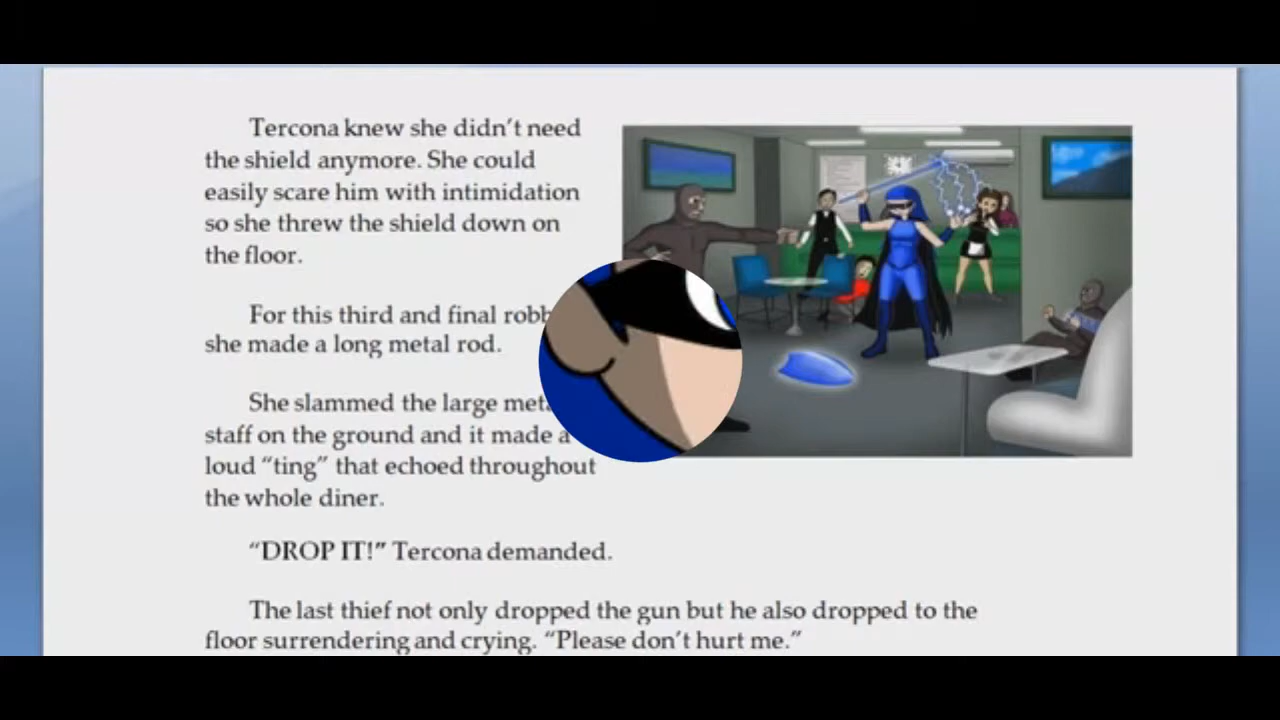 Tercona knew she didn’t need
the shield anymore. She could
easily scare him with intimidation
so she threw the shield down on
the floor.
For this third and final
she made a long metal rod.
She slammed the large
staff on the ground and it made a
loud “ting” that echoed throughout
the whole diner.
“DROP IT!” Tercona demanded.
The last thief not only dropped the gun but he also dropped to the
floor surrendering and crying. “Please don’t hurt me.”